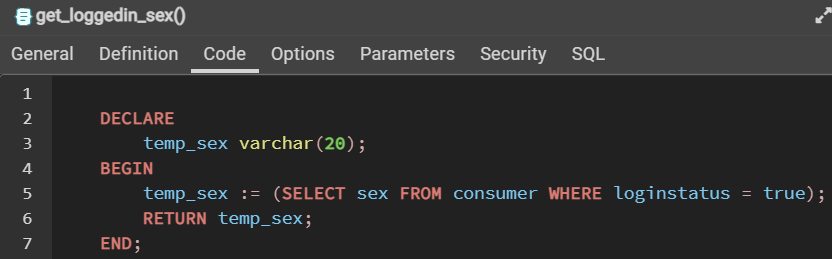 get_loggedin_sex()
General Definition Code Options Parameters Security SQL
1
2 DECLARE
3 temp_sex varchar(20);
4 BEGIN
5 temp_sex := (SELECT sex FROM consumer WHERE loginstatus = true);
6 RETURN temp_sex;
7 END;